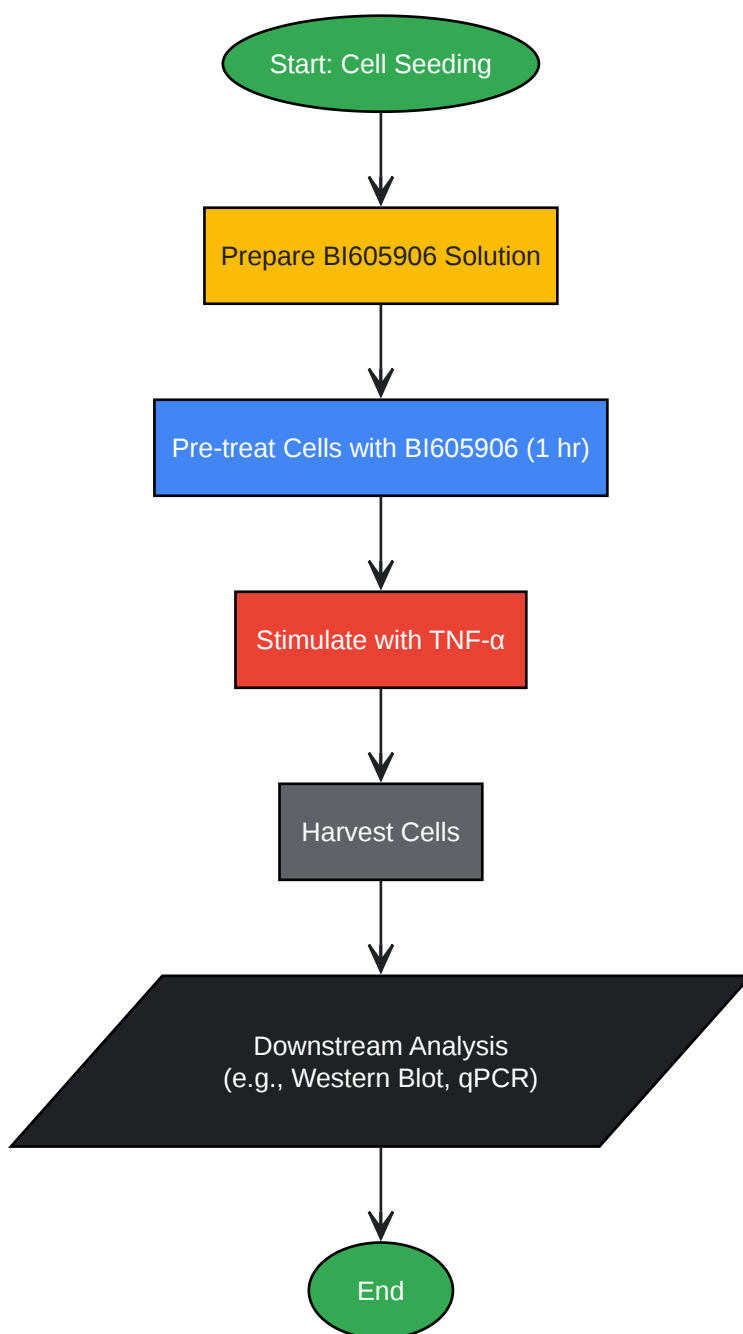 Start: Cell Seeding
Prepare BI605906 Solution
Pre-treat Cells with BI605906 (1 hr)
Stimulate with TNF-α
Harvest Cells
Downstream Analysis
(e.g., Western Blot, qPCR)
End